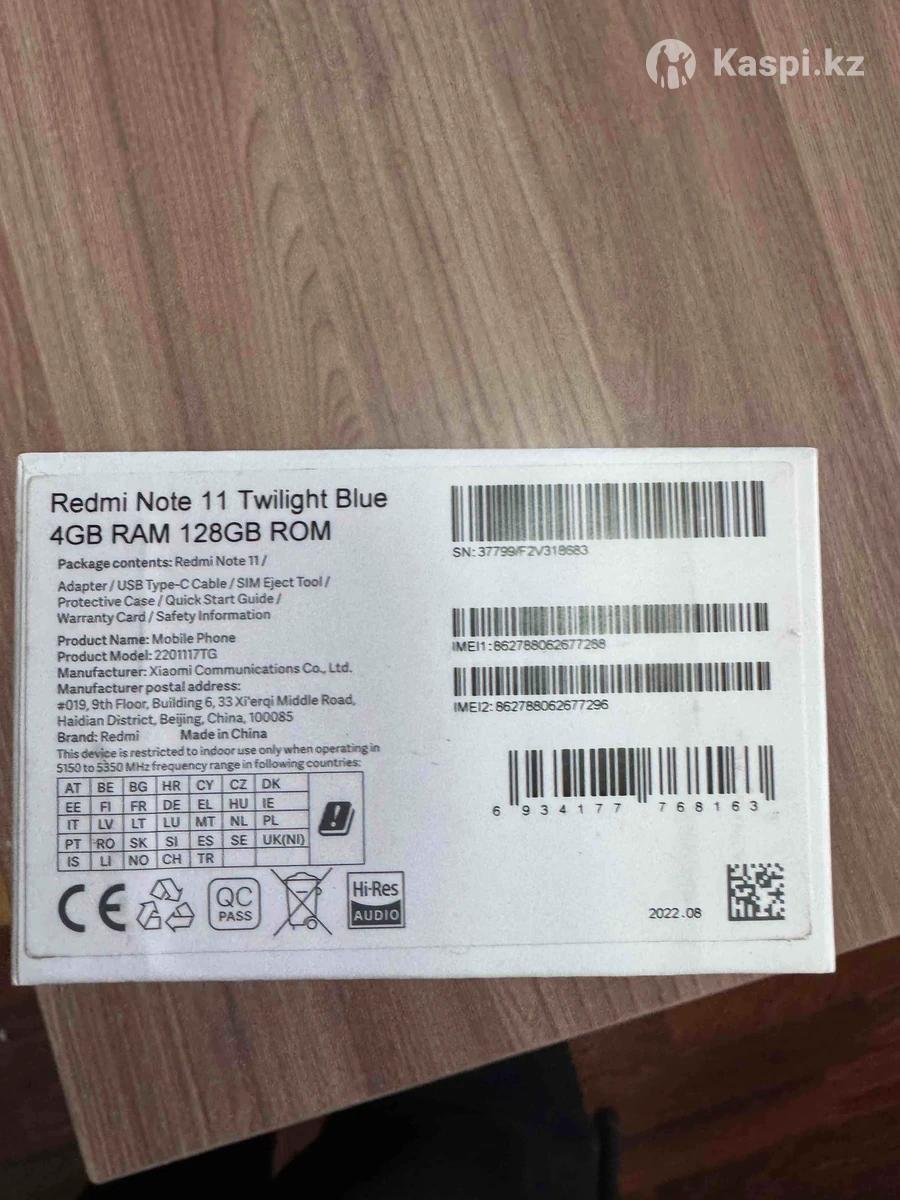 Kaspi.kz
Redmi Note 11 Twilight Blue
4GB RAM 128GB ROM
Package contents: Redmi Note 11 /
Adapter / USB Type-C Cable / SIM Eject Tool /
Protective Case / Quick Start Guide /
Warranty Card / Safety Information
Product Name: Mobile Phone
Product Model: 2201117TG
Manufacturer: Xiaomi Communications Co., Ltd.
Manufacturer postal address:
#019, 9th Floor, Building 6, 33 Xi'erqi Middle Road,
Haidian District, Beijing, China, 100085
Brand: Redmi Made in China
This device is restricted to indoor use only when operating in
5150 to 5350 MHz frequency range in following countries:
AT BE BG HR CY CZ DK
EE FI FR DE EL HU IE
IT LV LT LU MT NL PL
PT RO SK SI ES SE UK(NI)
IS LI NO CH TR
CE
QC
PASS
Hi-Res
AUDIO
SN: 37799/F2V318683
IMEI1: 862788062677288
IMEI2: 862788062677296
6 934177 768163
2022.08